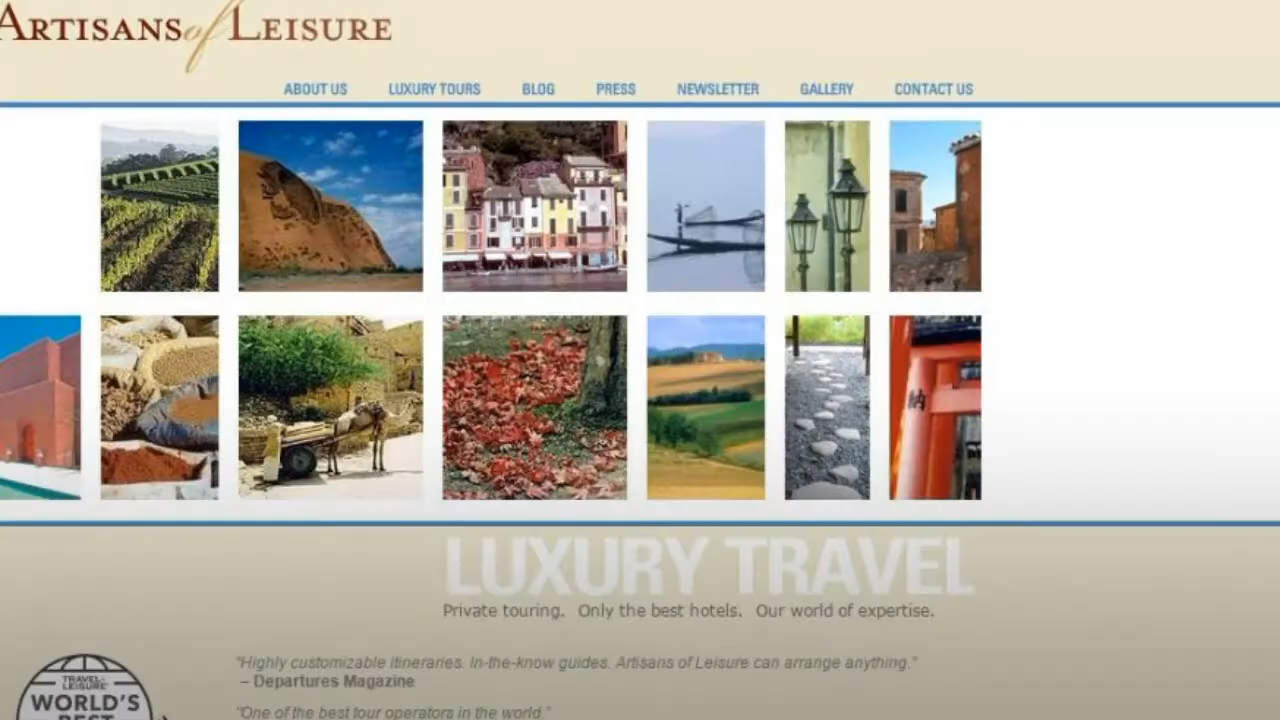 ARTISANS of LEISURE
ABOUT US LUXURY TOURS BLOG PRESS NEWSLETTER GALLERY CONTACT US
納
LUXURY TRAVEL
Private touring. Only the best hotels. Our world of expertise.
"Highly customizable itineraries. In-the-know guides. Artisans of Leisure can arrange anything."
– Departures Magazine
TRAVEL+
LEISURE
WORLD'S
BEST
"One of the best tour operators in the world."